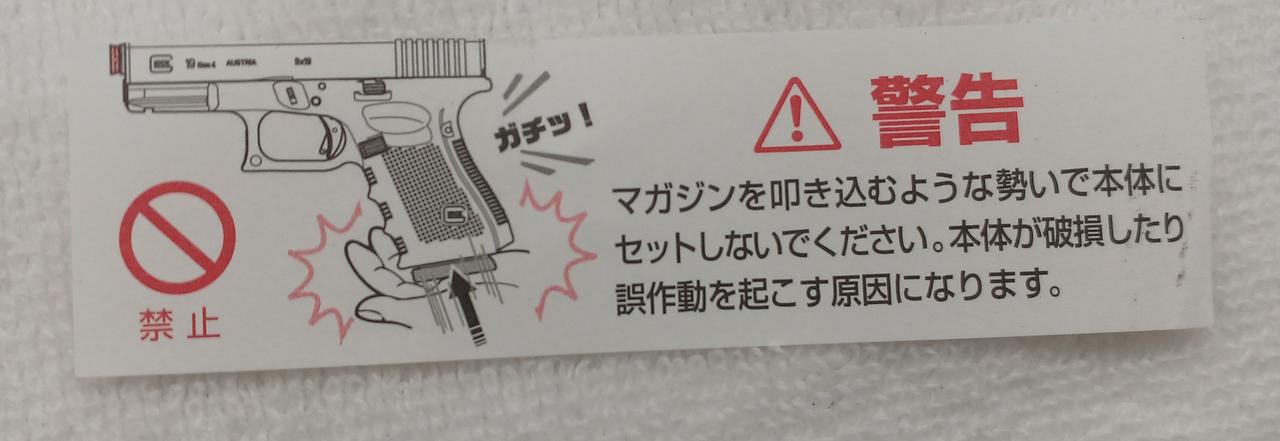 GLOCK 19 Gen4 AUSTRIA 9x19
ガチッ!
禁止
警告
マガジンを叩き込むような勢いで本体に
セットしないでください。本体が破損したり
誤作動を起こす原因になります。